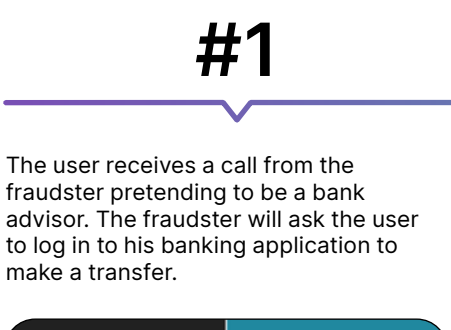 #1
The user receives a call from the
fraudster pretending to be a bank
advisor. The fraudster will ask the user
to log in to his banking application to
make a transfer.